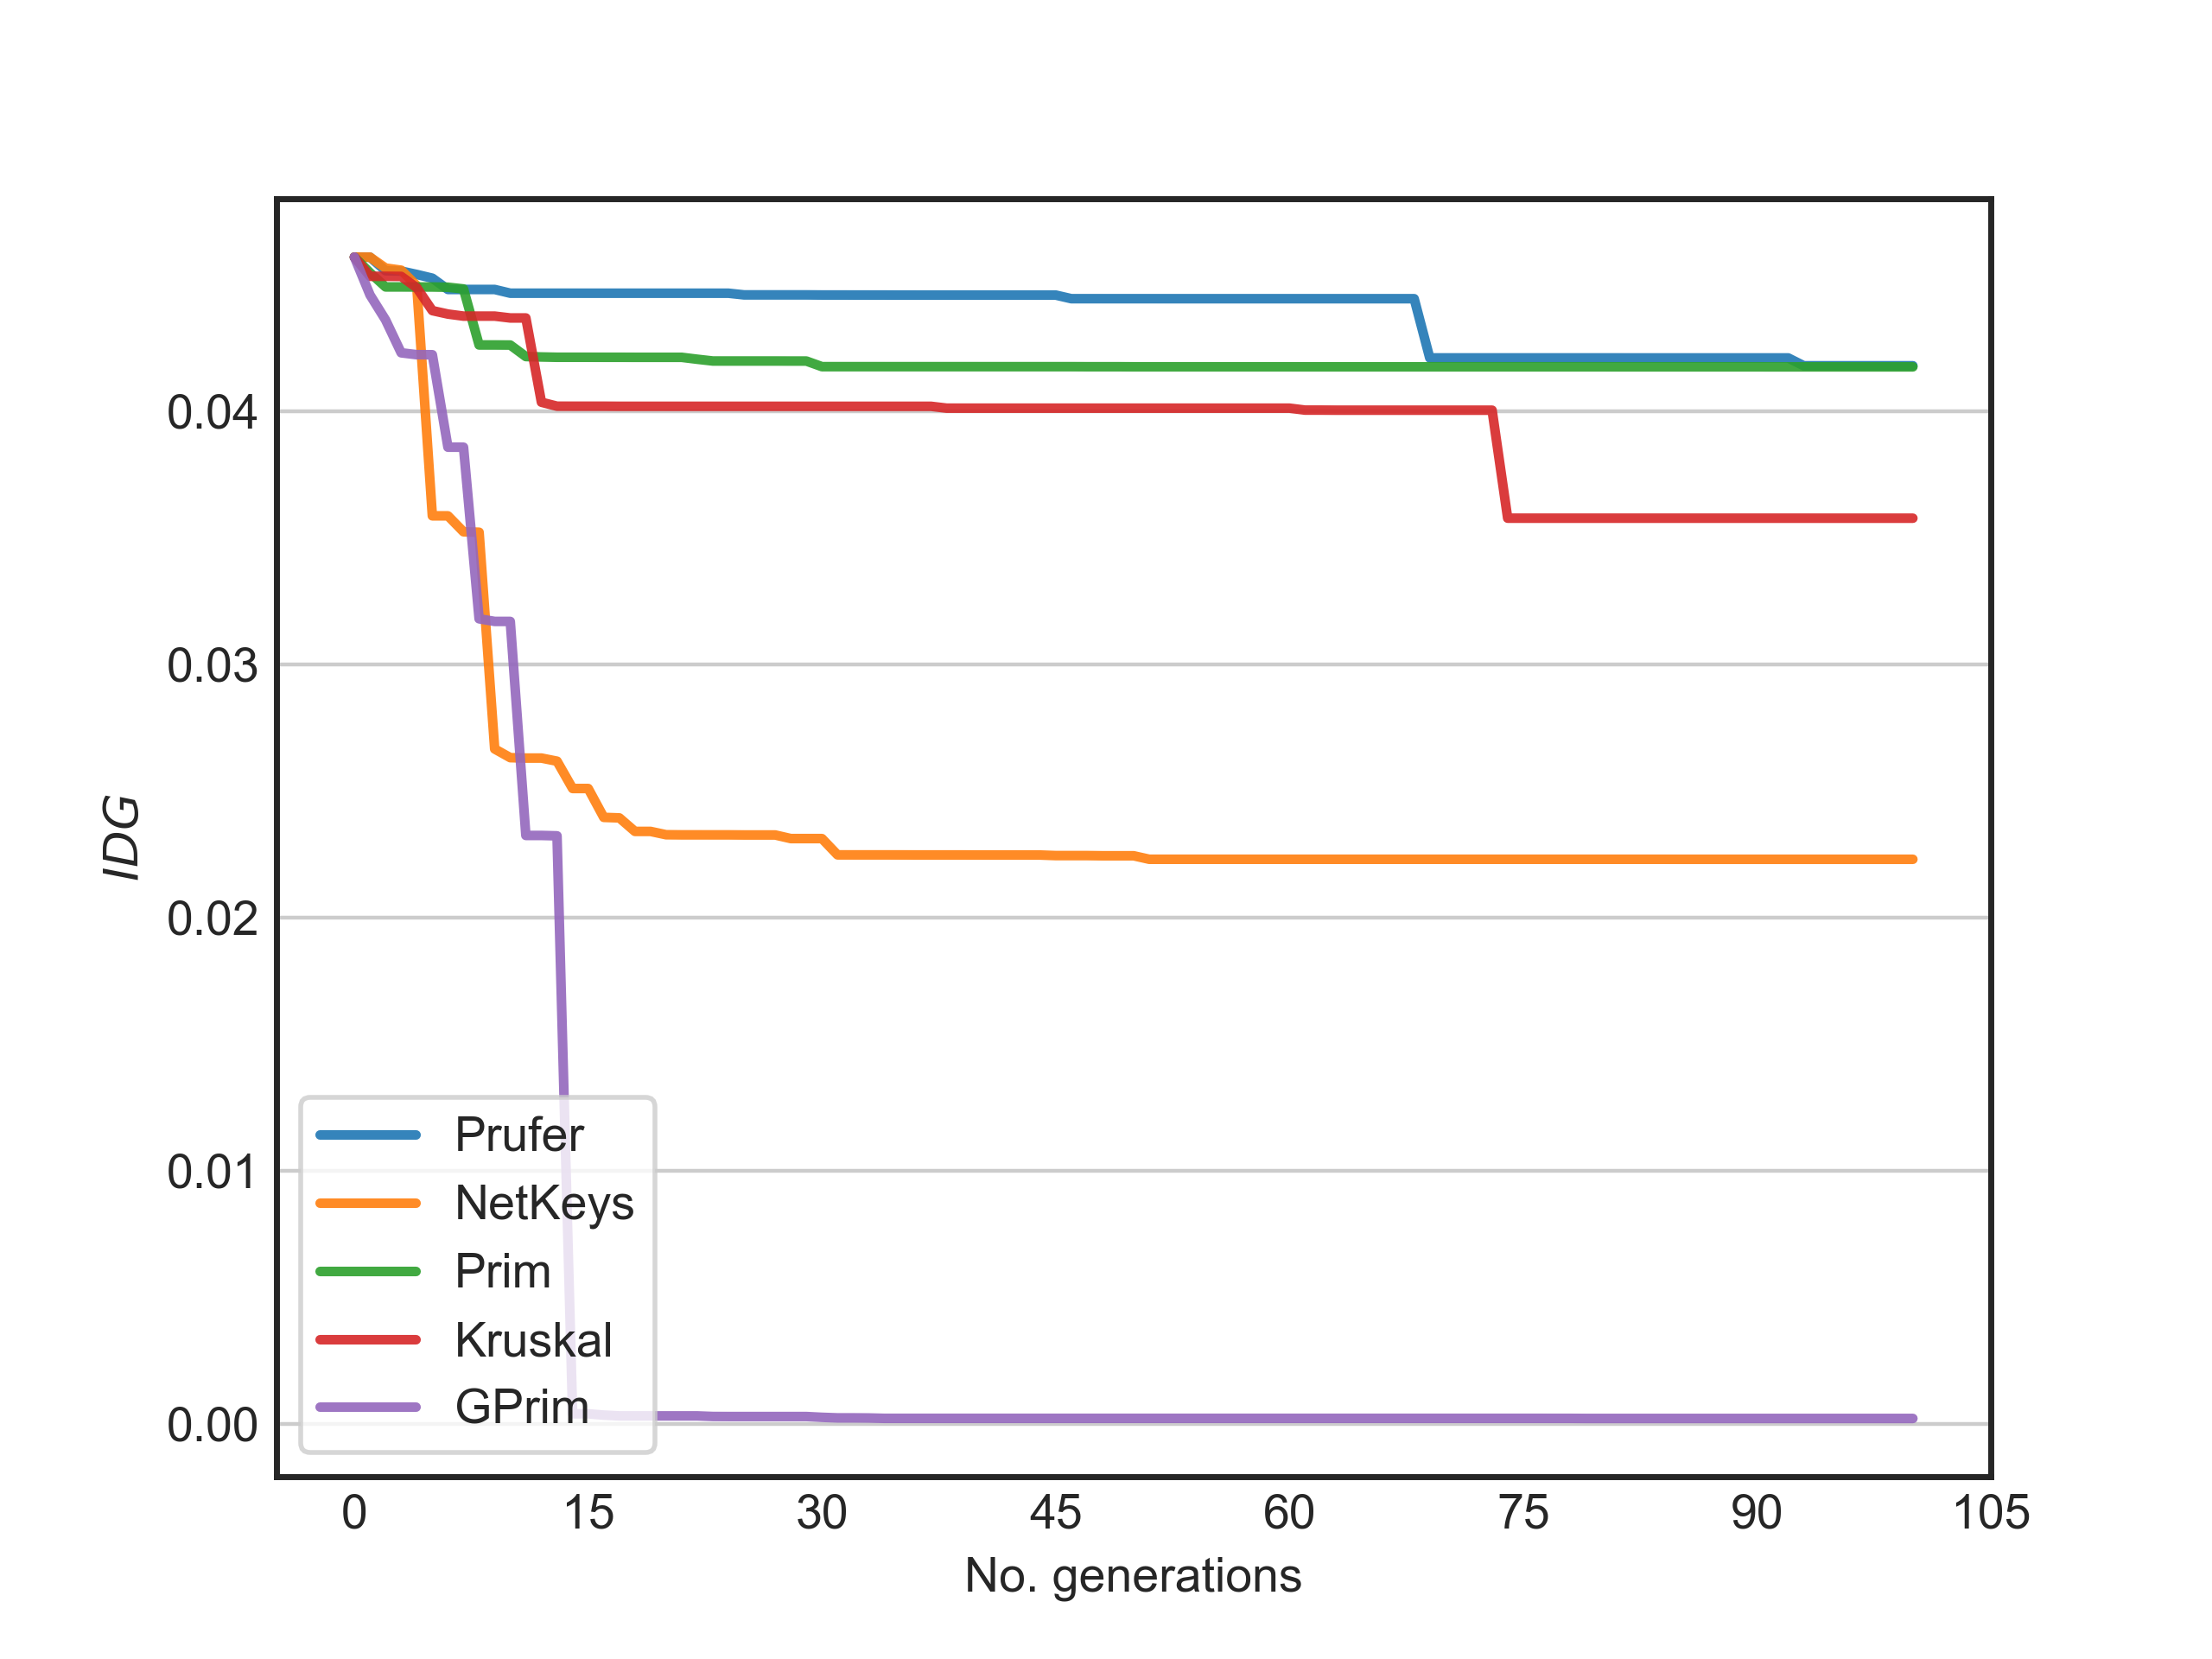 0.04
0.03
0.02
0.01
0.00
IDG
Prufer
NetKeys
Prim
Kruskal
GPrim
0 15 30 45 60 75 90 105
No. generations